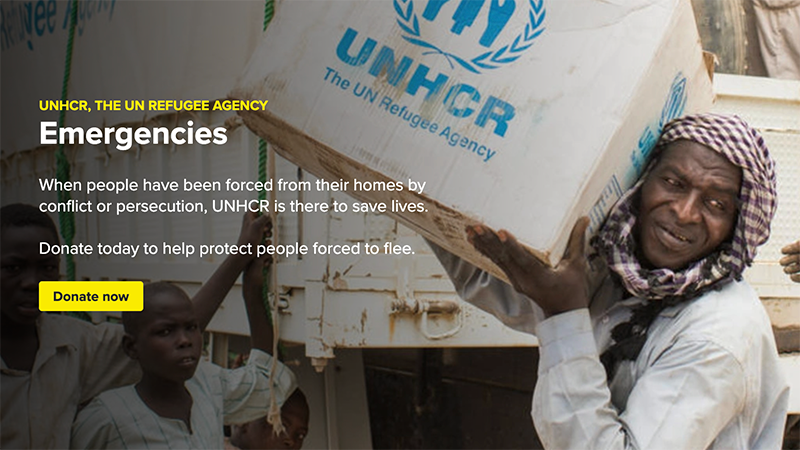 UNHCR
The UN Refugee Agency
UNHCR, THE UN REFUGEE AGENCY
Emergencies
When people have been forced from their homes by
conflict or persecution, UNHCR is there to save lives.
Donate today to help protect people forced to flee.
Donate now